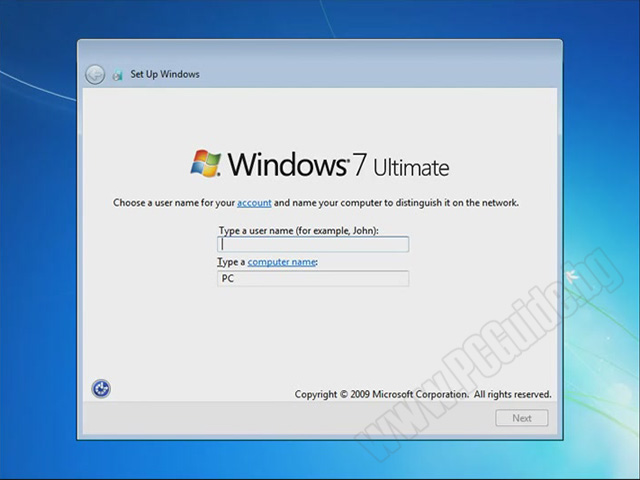 Set Up Windows
Windows 7 Ultimate
Choose a user name for your account and name your computer to distinguish it on the network.
Type a user name (for example, John):
Type a computer name:
PC
Copyright © 2009 Microsoft Corporation. All rights reserved.
Next
www.PCGuide.bg